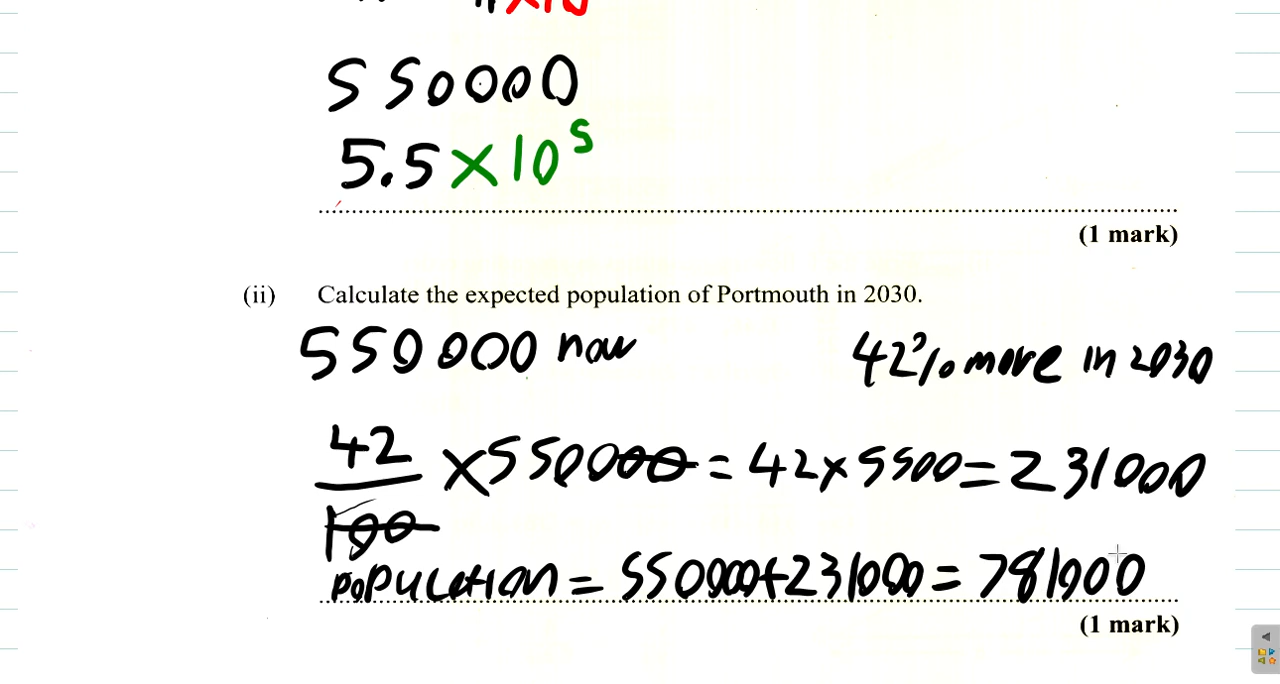 550000
5.5×10⁵
(1 mark)
(ii) Calculate the expected population of Portmouth in 2030.
550000 now 42% more in 2030
42/100 ×550000 = 42×5500=231000
population = 550000+231000=781000
(1 mark)